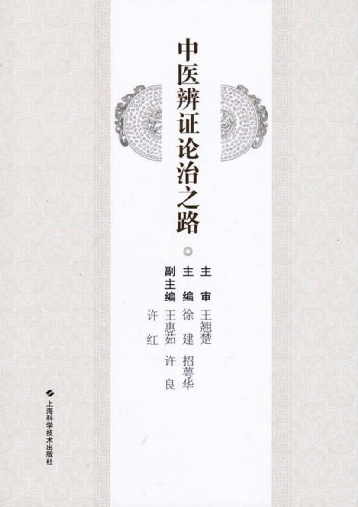 中医辨证论治之路
主审 王翘楚
主编 徐建 招萼华
副主编 王惠茹 许良
许红
上海科学技术出版社